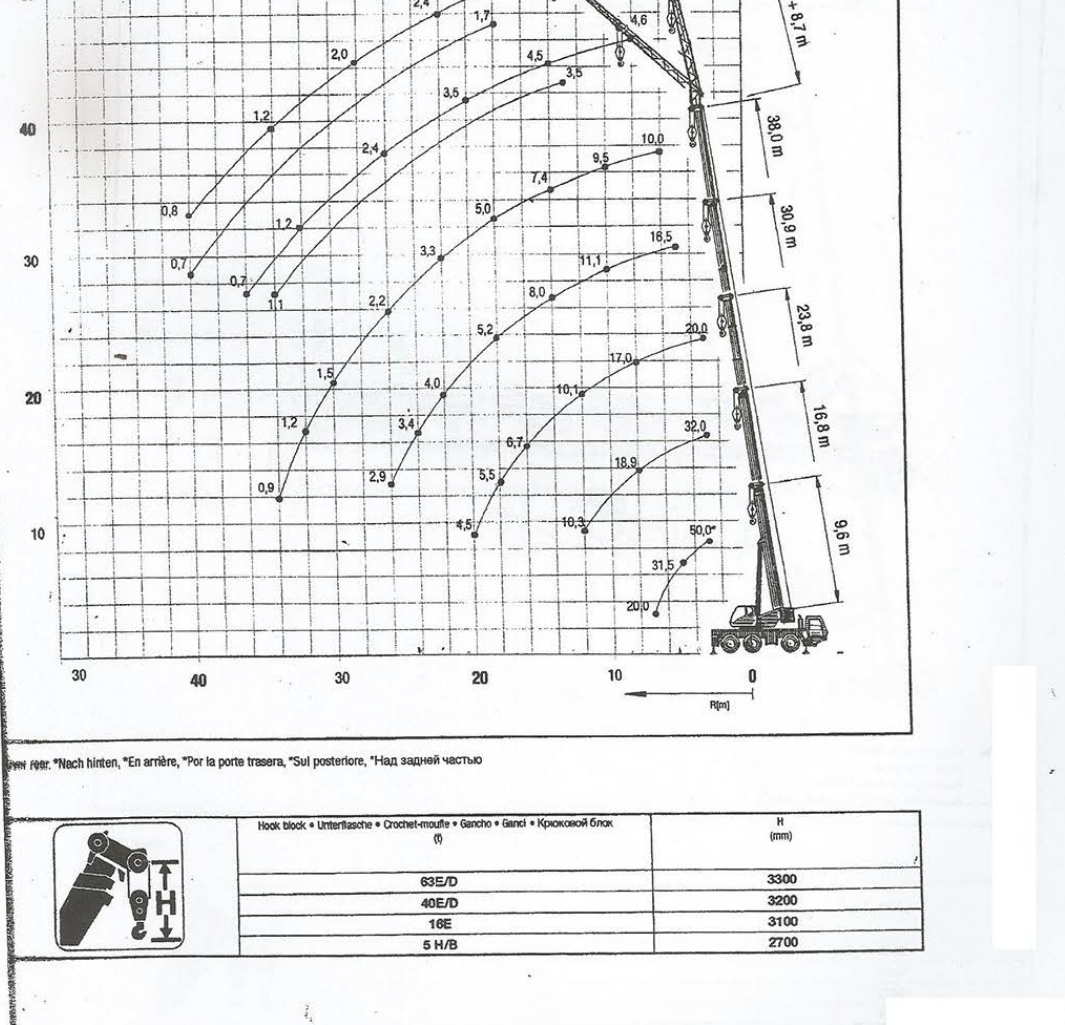 2,4
1,7
4,6
+ 8,7 m
2,0
4,5
3,5
3,5
40
1,2
38,0 m
2,4
10,0
9,5
7,4
0,8
1,2
5,0
30,9 m
16,5
30
0,7
3,3
11,1
0,7
1,1
8,0
2,2
23,8 m
5,2
20,0
17,0
1,5
4,0
10,1
20
1,2
3,4
6,7
32,0
16,8 m
18,9
0,9
2,9
5,5
10
4,5
10,3
50,0*
9,6 m
31,5
20,0
30 40 30 20 10 0
R[m]
rear. *Nach hinten, *En arrière, *Por la porte trasera, *Sul posteriore, *Над задней частью
Hook block • Unterflasche • Crochet-moufle • Gancho • Ganci • Крюковой блок
(t)
H
(mm)
63E/D 3300
40E/D 3200
16E 3100
5 H/B 2700
H